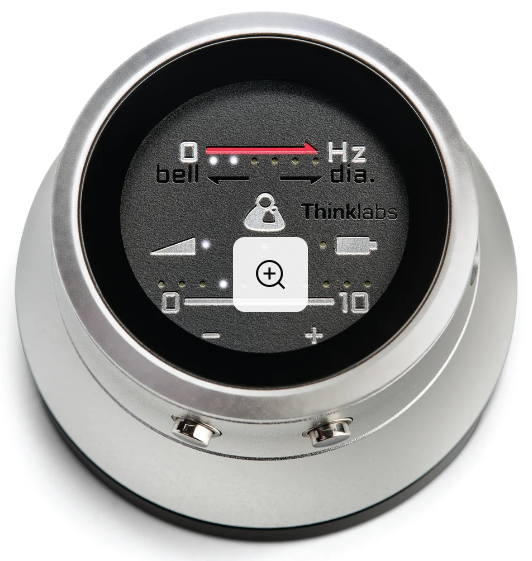 0 Hz
bell dia.
Thinklabs
0 10
- +